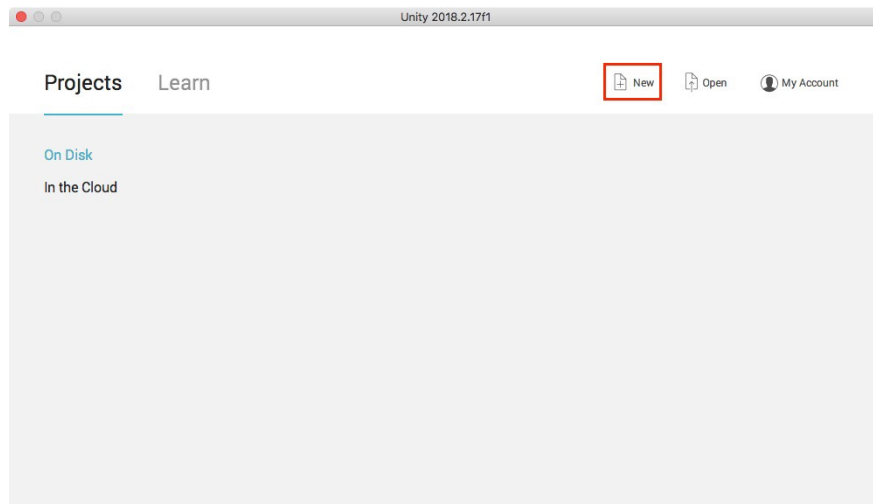 Unity 2018.2.17f1
Projects Learn New Open My Account
On Disk
In the Cloud